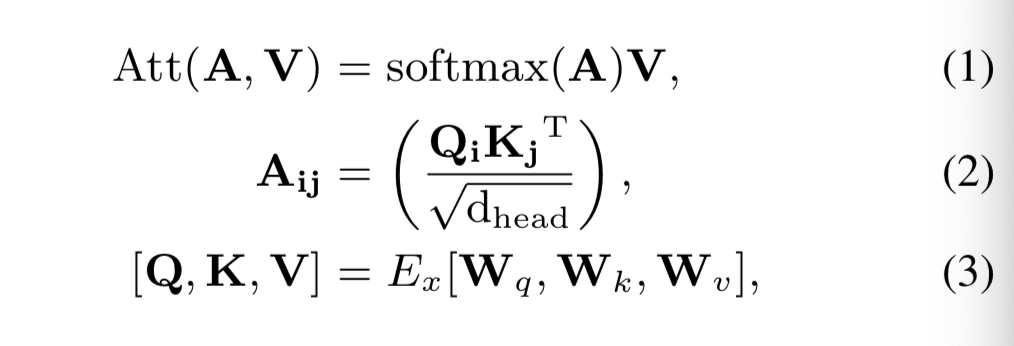 Att(A, V) = softmax(A)V, (1)
A_ij = (Q_i K_j^T / √d_head), (2)
[Q, K, V] = E_x[W_q, W_k, W_v], (3)